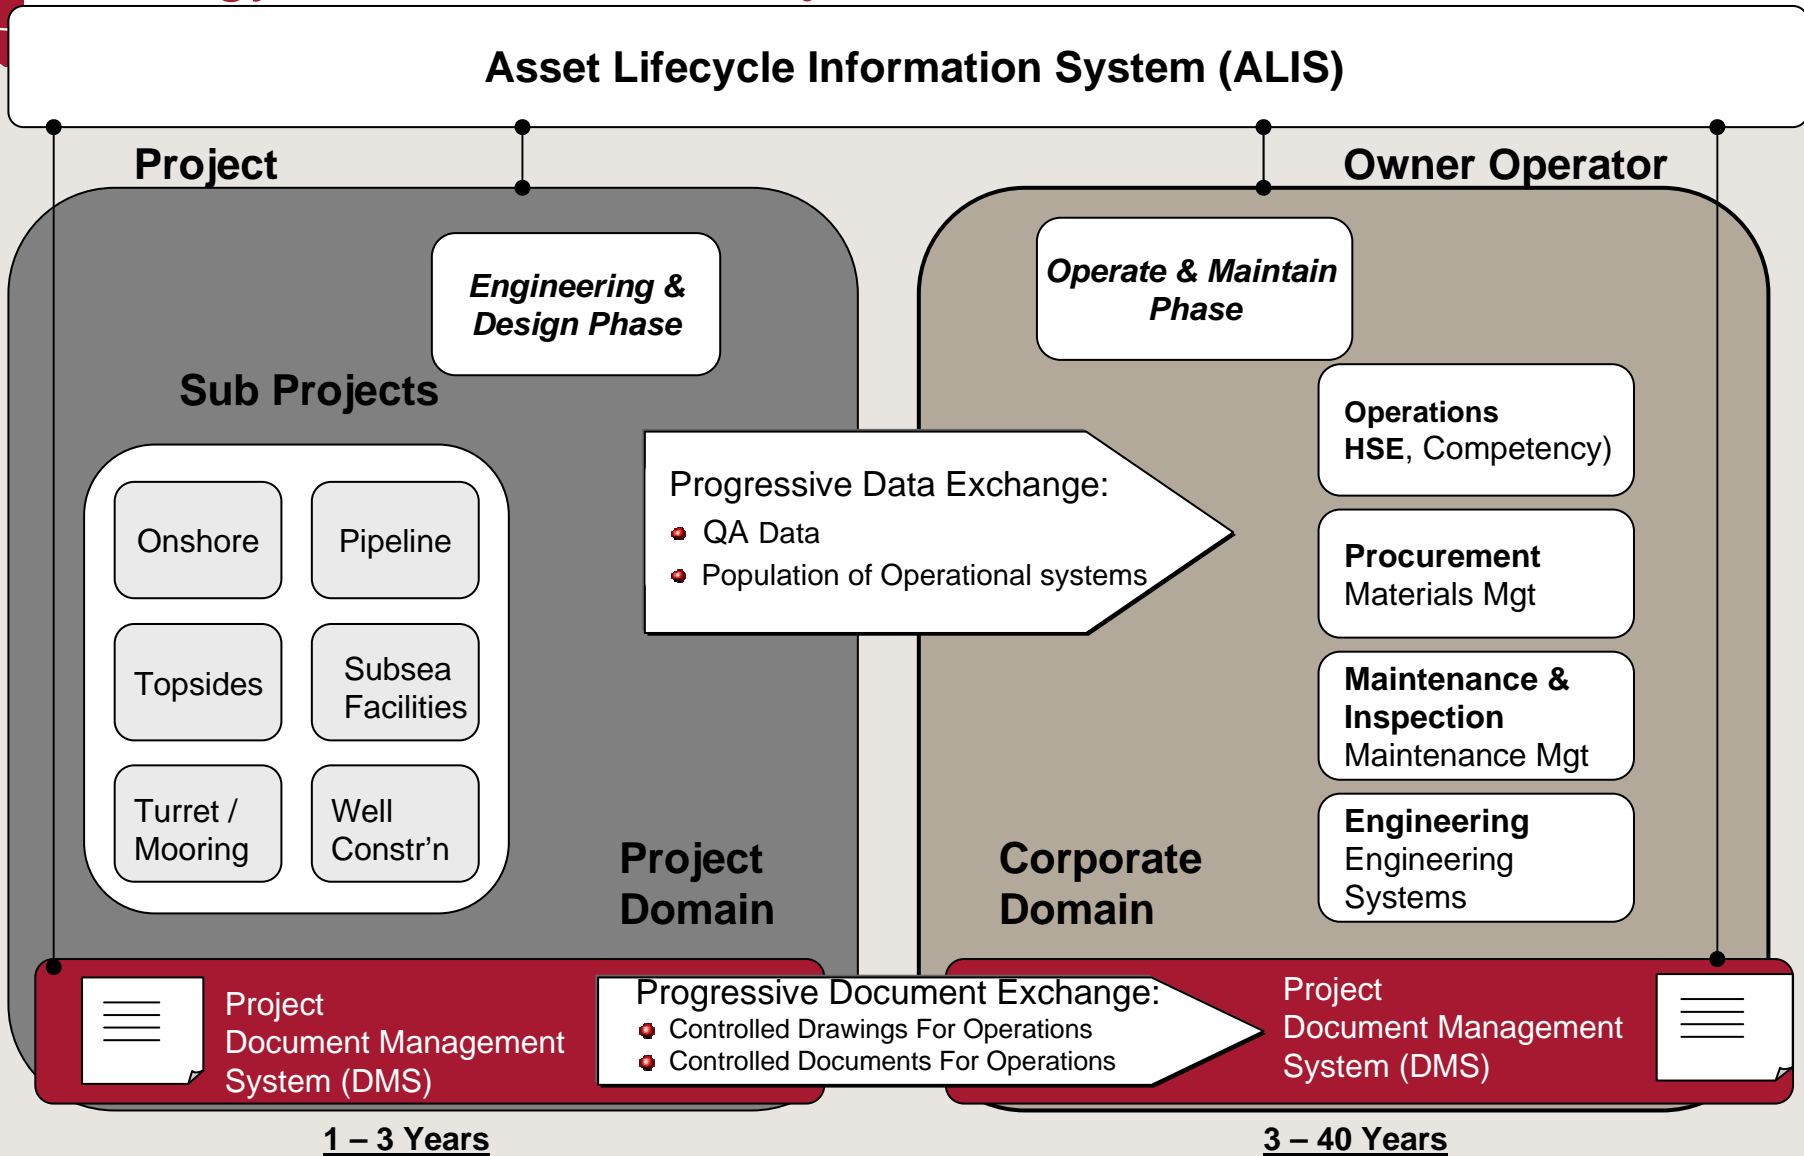 Asset Lifecycle Information System (ALIS)
Project
Owner Operator
Engineering &
Design Phase
Operate & Maintain
Phase
Sub Projects
Onshore
Pipeline
Topsides
Subsea
Facilities
Turret /
Mooring
Well
Constr’n
Progressive Data Exchange:
QA Data
Population of Operational systems
Operations
HSE, Competency)
Procurement
Materials Mgt
Maintenance &
Inspection
Maintenance Mgt
Engineering
Engineering
Systems
Project
Domain
Corporate
Domain
Project
Document Management
System (DMS)
Progressive Document Exchange:
Controlled Drawings For Operations
Controlled Documents For Operations
Project
Document Management
System (DMS)
1 – 3 Years
3 – 40 Years